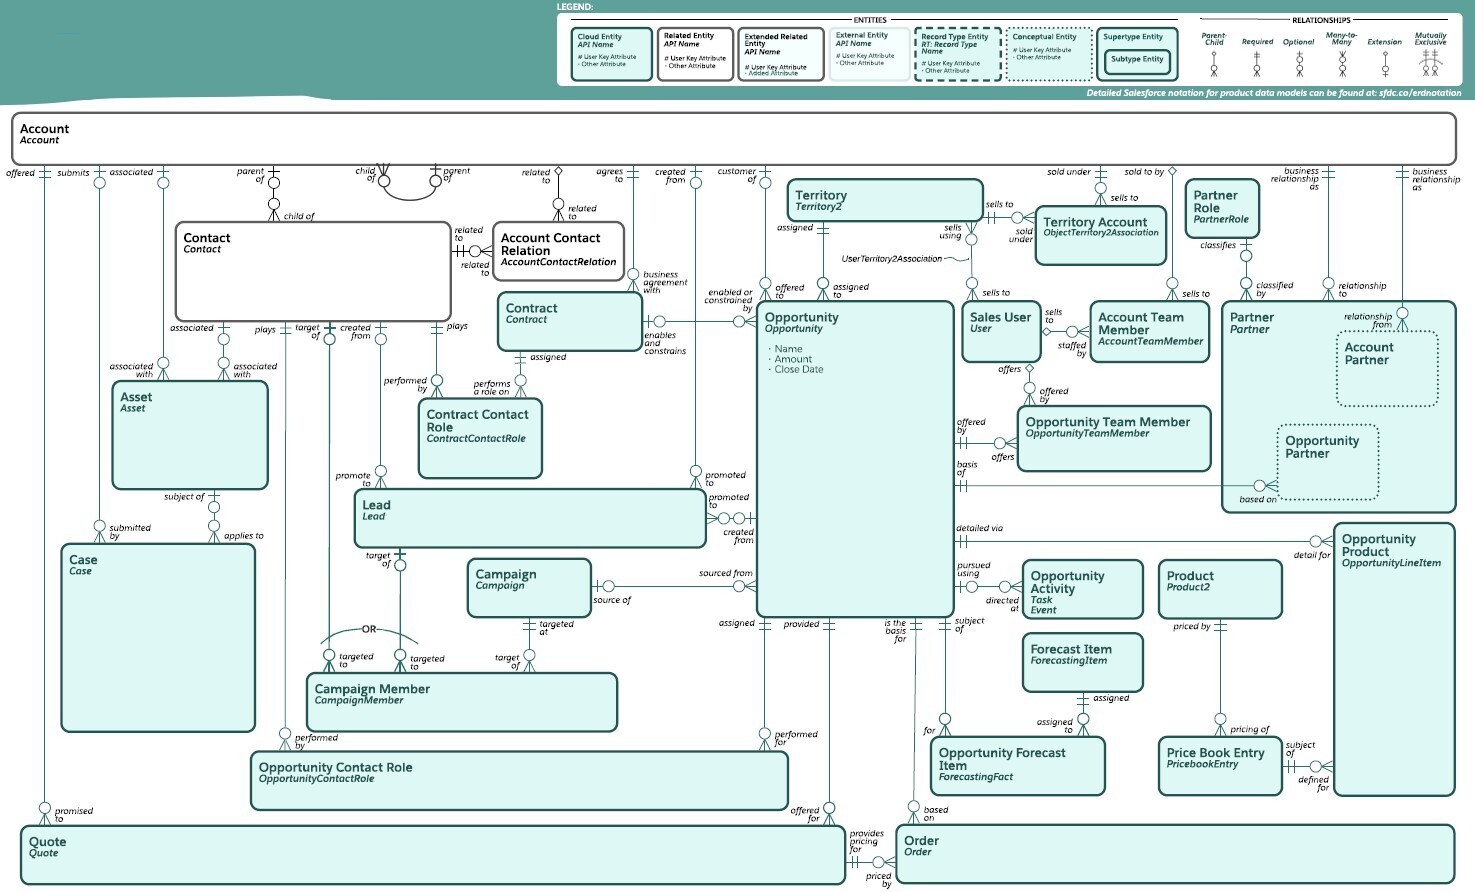 LEGEND:
ENTITIES
RELATIONSHIPS
Cloud Entity
API Name
# User Key Attribute
· Other Attribute
Related Entity
API Name
# User Key Attribute
· Other Attribute
Extended Related
Entity
API Name
# User Key Attribute
· Added Attribute
External Entity
API Name
# User Key Attribute
· Other Attribute
Record Type Entity
RT: Record Type
Name
# User Key Attribute
· Other Attribute
Conceptual Entity
# User Key Attribute
· Other Attribute
Supertype Entity
Subtype Entity
Parent-
Child
Required
Optional
Many-to-
Many
Extension
Mutually
Exclusive
Detailed Salesforce notation for product data models can be found at: sfdc.co/erdnotation
Account
Account
offered
submits
associated
parent
of
child
of
parent
of
related
to
agrees
to
created
from
customer
of
sold under
sold to by
business
relationship
as
business
relationship
as
child of
related
to
Contact
Contact
related
to
related
to
Account Contact
Relation
AccountContactRelation
Territory
Territory2
assigned
sells
using
sells to
sold
under
sells to
Territory Account
ObjectTerritory2Association
UserTerritory2Association
Partner
Role
PartnerRole
classifies
business
agreement
with
enabled or
constrained
by
offered
to
assigned
to
sells to
sells to
classified
by
relationship
to
relationship
from
Contract
Contract
enables
and
constrains
assigned
Opportunity
Opportunity
· Name
· Amount
· Close Date
Sales User
User
sells
to
staffed
by
Account Team
Member
AccountTeamMember
Partner
Partner
Account
Partner
associated
plays
target
of
created
from
plays
associated
with
associated
with
performed
by
performs
a role on
offers
offered
by
Asset
Asset
Contract Contact
Role
ContractContactRole
offered
by
offers
Opportunity Team Member
OpportunityTeamMember
Opportunity
Partner
basis
of
based on
subject of
promote
to
promoted
to
Lead
Lead
promoted
to
created
from
submitted
by
applies to
detailed via
detail for
Opportunity
Product
OpportunityLineItem
Case
Case
target
of
Campaign
Campaign
sourced from
source of
pursued
using
directed
at
Opportunity
Activity
Task
Event
Product
Product2
targeted
at
assigned
provided
is the
basis
for
subject
of
priced by
OR
targeted
to
targeted
to
target
of
Forecast Item
ForecastingItem
assigned
Campaign Member
CampaignMember
performed
by
performed
for
for
assigned
to
pricing of
Opportunity Contact Role
OpportunityContactRole
Opportunity Forecast
Item
ForecastingFact
Price Book Entry
PricebookEntry
subject
of
defined
for
promised
to
offered
for
based
on
Quote
Quote
provides
pricing
for
priced
by
Order
Order